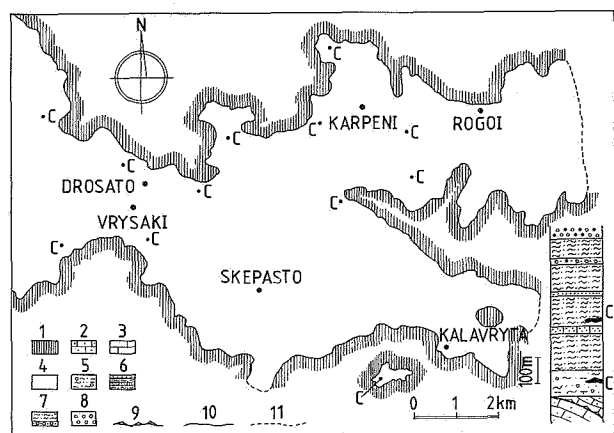 N
C
C
C
KARPENI
C
C
ROGOI
C
DROSATO
C
C
C
VRYSAKI
C
C
SKEPASTO
C
1 2 3
KALAVRYTA
4 5 6
100m
C
C
7 8 9 10 11
0 1 2km